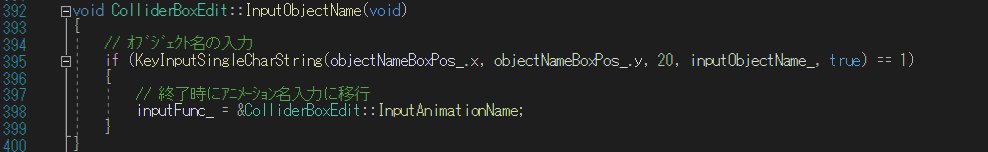 392 void ColliderBoxEdit::InputObjectName(void)
393 {
394 // ｵﾌﾞｼﾞｪｸﾄ名の入力
395 if (KeyInputSingleCharString(objectNameBoxPos_.x, objectNameBoxPos_.y, 20, inputObjectName_, true) == 1)
396 {
397 // 終了時にｱﾆﾒｰｼｮﾝ名入力に移行
398 inputFunc_ = &ColliderBoxEdit::InputAnimationName;
399 }
400 }